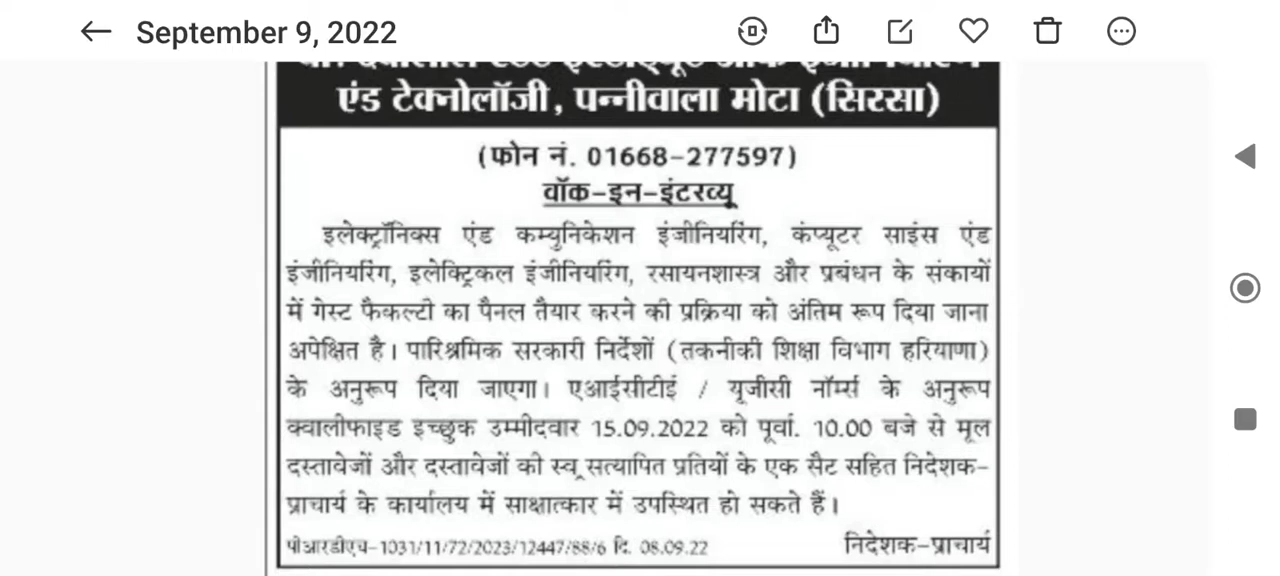 September 9, 2022
एंड टेक्नोलॉजी, पन्नीवाला मोटा (सिरसा)
(फोन नं. 01668-277597)
वॉक-इन-इंटरव्यू
इलेक्ट्रॉनिक्स एंड कम्युनिकेशन इंजीनियरिंग, कंप्यूटर साइंस एंड
इंजीनियरिंग, इलेक्ट्रिकल इंजीनियरिंग, रसायनशास्त्र और प्रबंधन के संकायों
में गेस्ट फैकल्टी का पैनल तैयार करने की प्रक्रिया को अंतिम रूप दिया जाना
अपेक्षित है। पारिश्रमिक सरकारी निर्देशों (तकनीकी शिक्षा विभाग हरियाणा)
के अनुरूप दिया जाएगा। एआईसीटीई / यूजीसी नॉर्म्स के अनुरूप
क्वालीफाइड इच्छुक उम्मीदवार 15.09.2022 को पूर्वा. 10.00 बजे से मूल
दस्तावेजों और दस्तावेजों की स्व सत्यापित प्रतियों के एक सैट सहित निदेशक-
प्राचार्य के कार्यालय में साक्षात्कार में उपस्थित हो सकते हैं।
पीआरडीएच-1031/11/72/2023/12447/88/6 दि. 08.09.22 निदेशक-प्राचार्य